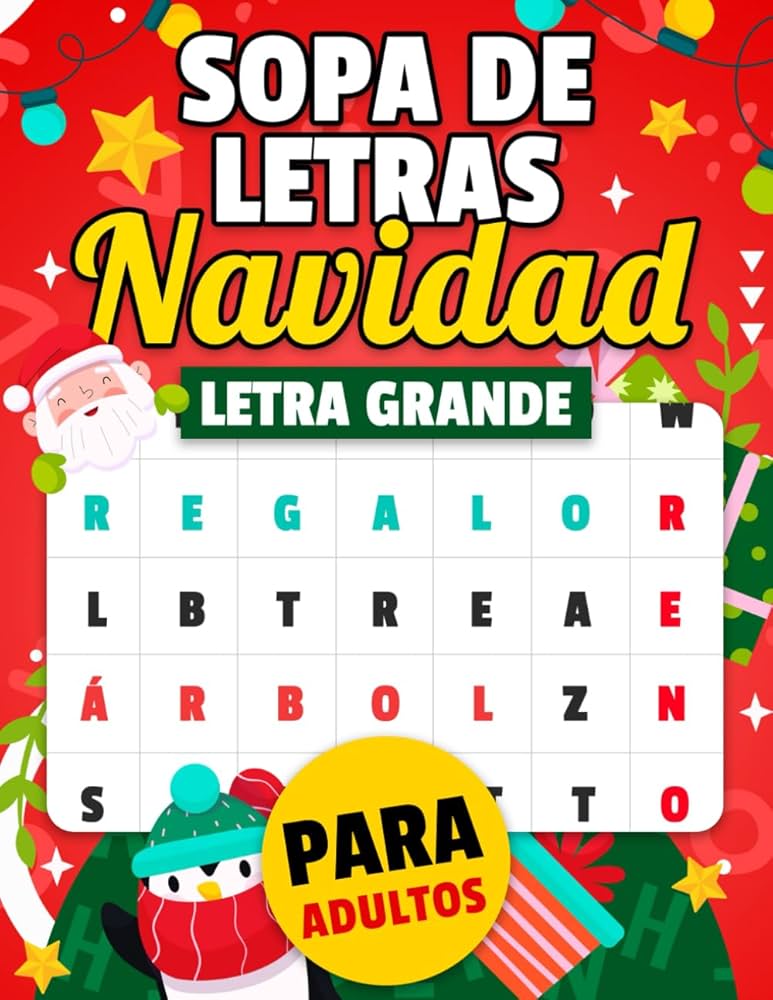 SOPA DE
LETRAS
Navidad
LETRA GRANDE
W
R E G A L O R
L B T R E A E
Á R B O L Z N
S T O
PARA
ADULTOS